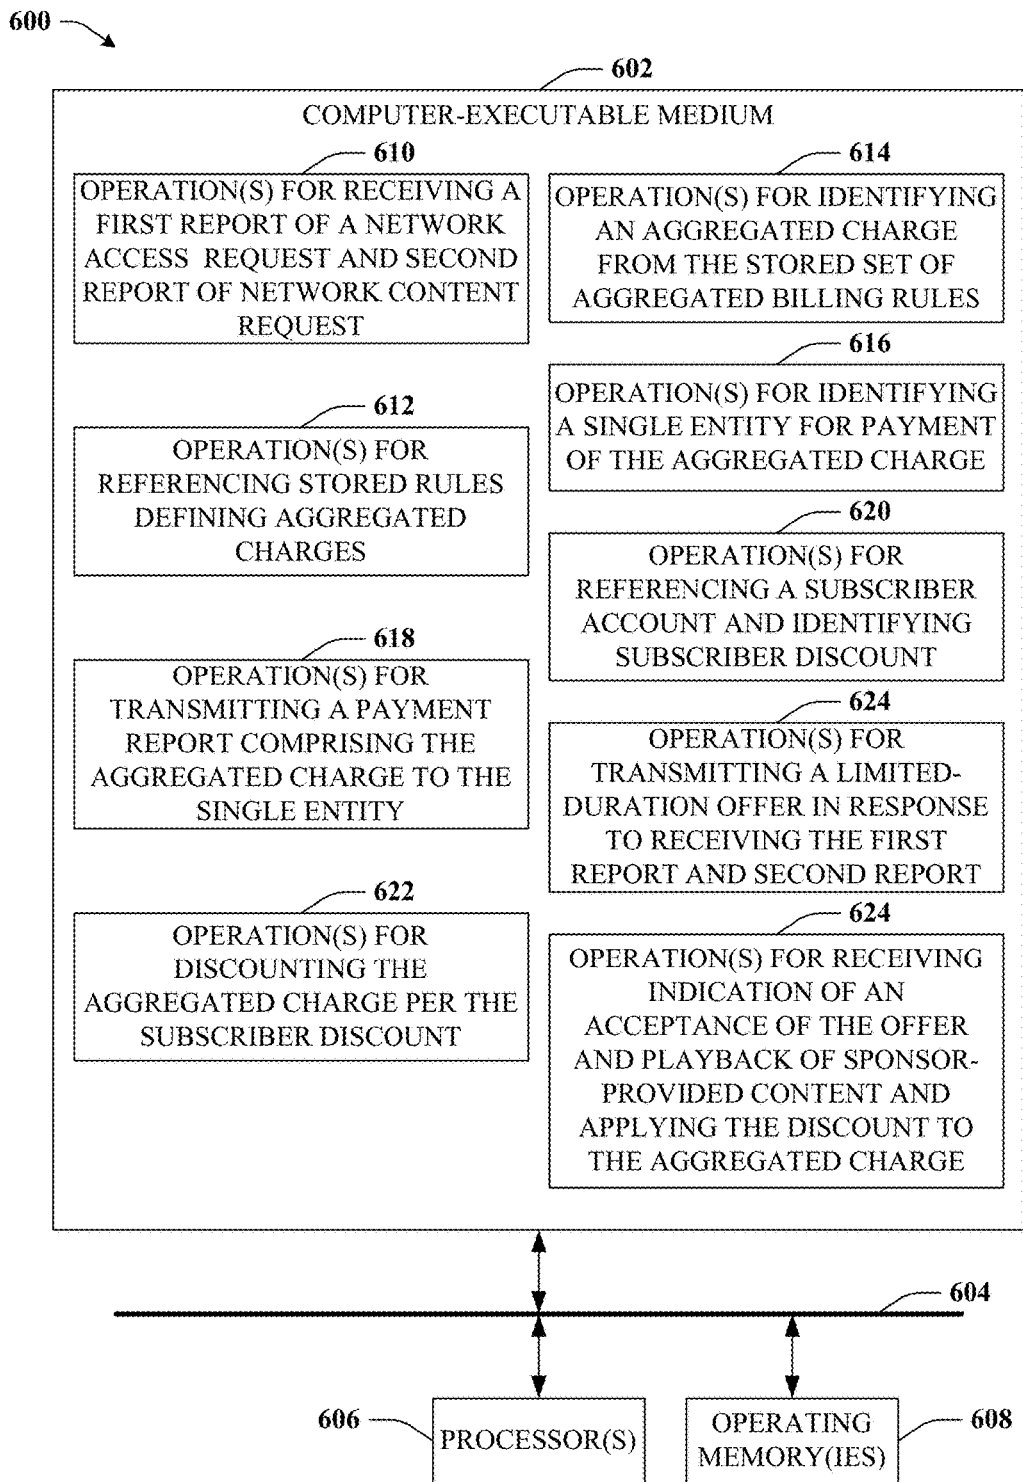 600
602
COMPUTER-EXECUTABLE MEDIUM
610
OPERATION(S) FOR RECEIVING A
FIRST REPORT OF A NETWORK
ACCESS REQUEST AND SECOND
REPORT OF NETWORK CONTENT
REQUEST
614
OPERATION(S) FOR IDENTIFYING
AN AGGREGATED CHARGE
FROM THE STORED SET OF
AGGREGATED BILLING RULES
612
OPERATION(S) FOR
REFERENCING STORED RULES
DEFINING AGGREGATED
CHARGES
616
OPERATION(S) FOR IDENTIFYING
A SINGLE ENTITY FOR PAYMENT
OF THE AGGREGATED CHARGE
618
OPERATION(S) FOR
TRANSMITTING A PAYMENT
REPORT COMPRISING THE
AGGREGATED CHARGE TO THE
SINGLE ENTITY
620
OPERATION(S) FOR
REFERENCING A SUBSCRIBER
ACCOUNT AND IDENTIFYING
SUBSCRIBER DISCOUNT
622
OPERATION(S) FOR
DISCOUNTING THE
AGGREGATED CHARGE PER THE
SUBSCRIBER DISCOUNT
624
OPERATION(S) FOR
TRANSMITTING A LIMITED-
DURATION OFFER IN RESPONSE
TO RECEIVING THE FIRST
REPORT AND SECOND REPORT
624
OPERATION(S) FOR RECEIVING
INDICATION OF AN
ACCEPTANCE OF THE OFFER
AND PLAYBACK OF SPONSOR-
PROVIDED CONTENT AND
APPLYING THE DISCOUNT TO
THE AGGREGATED CHARGE
604
606
PROCESSOR(S)
OPERATING
MEMORY(IES)
608